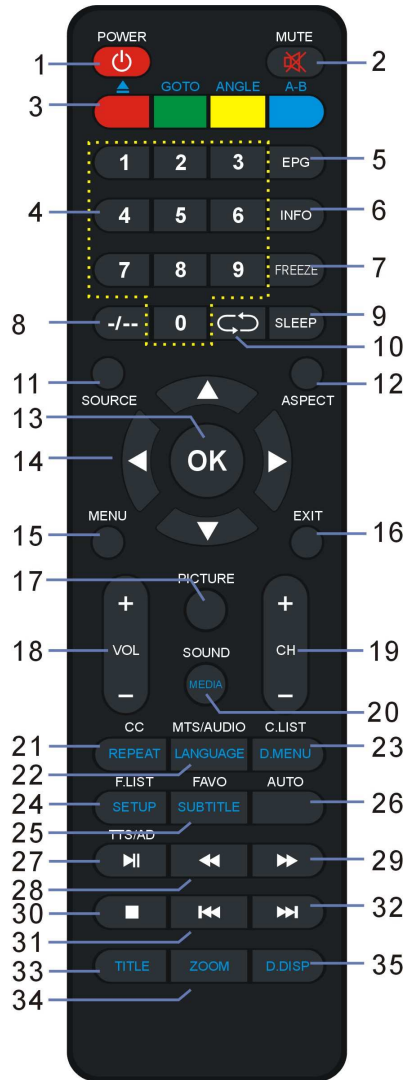 POWER MUTE
1 2
GOTO ANGLE A-B
3
1 2 3 EPG 5
4 4 5 6 INFO 6
7 8 9 FREEZE 7
8 -/-- 0 SLEEP 9
10
11 12
SOURCE ASPECT
13
14 OK
MENU EXIT
15 16
17 PICTURE
+ +
18 VOL SOUND CH 19
MEDIA
- -
20
CC MTS/AUDIO C.LIST
21 REPEAT LANGUAGE D.MENU 23
22
F.LIST FAVO AUTO
24 SETUP SUBTITLE 26
25
TTS/AD
27 29
28
30 32
31
33 TITLE ZOOM D.DISP 35
34